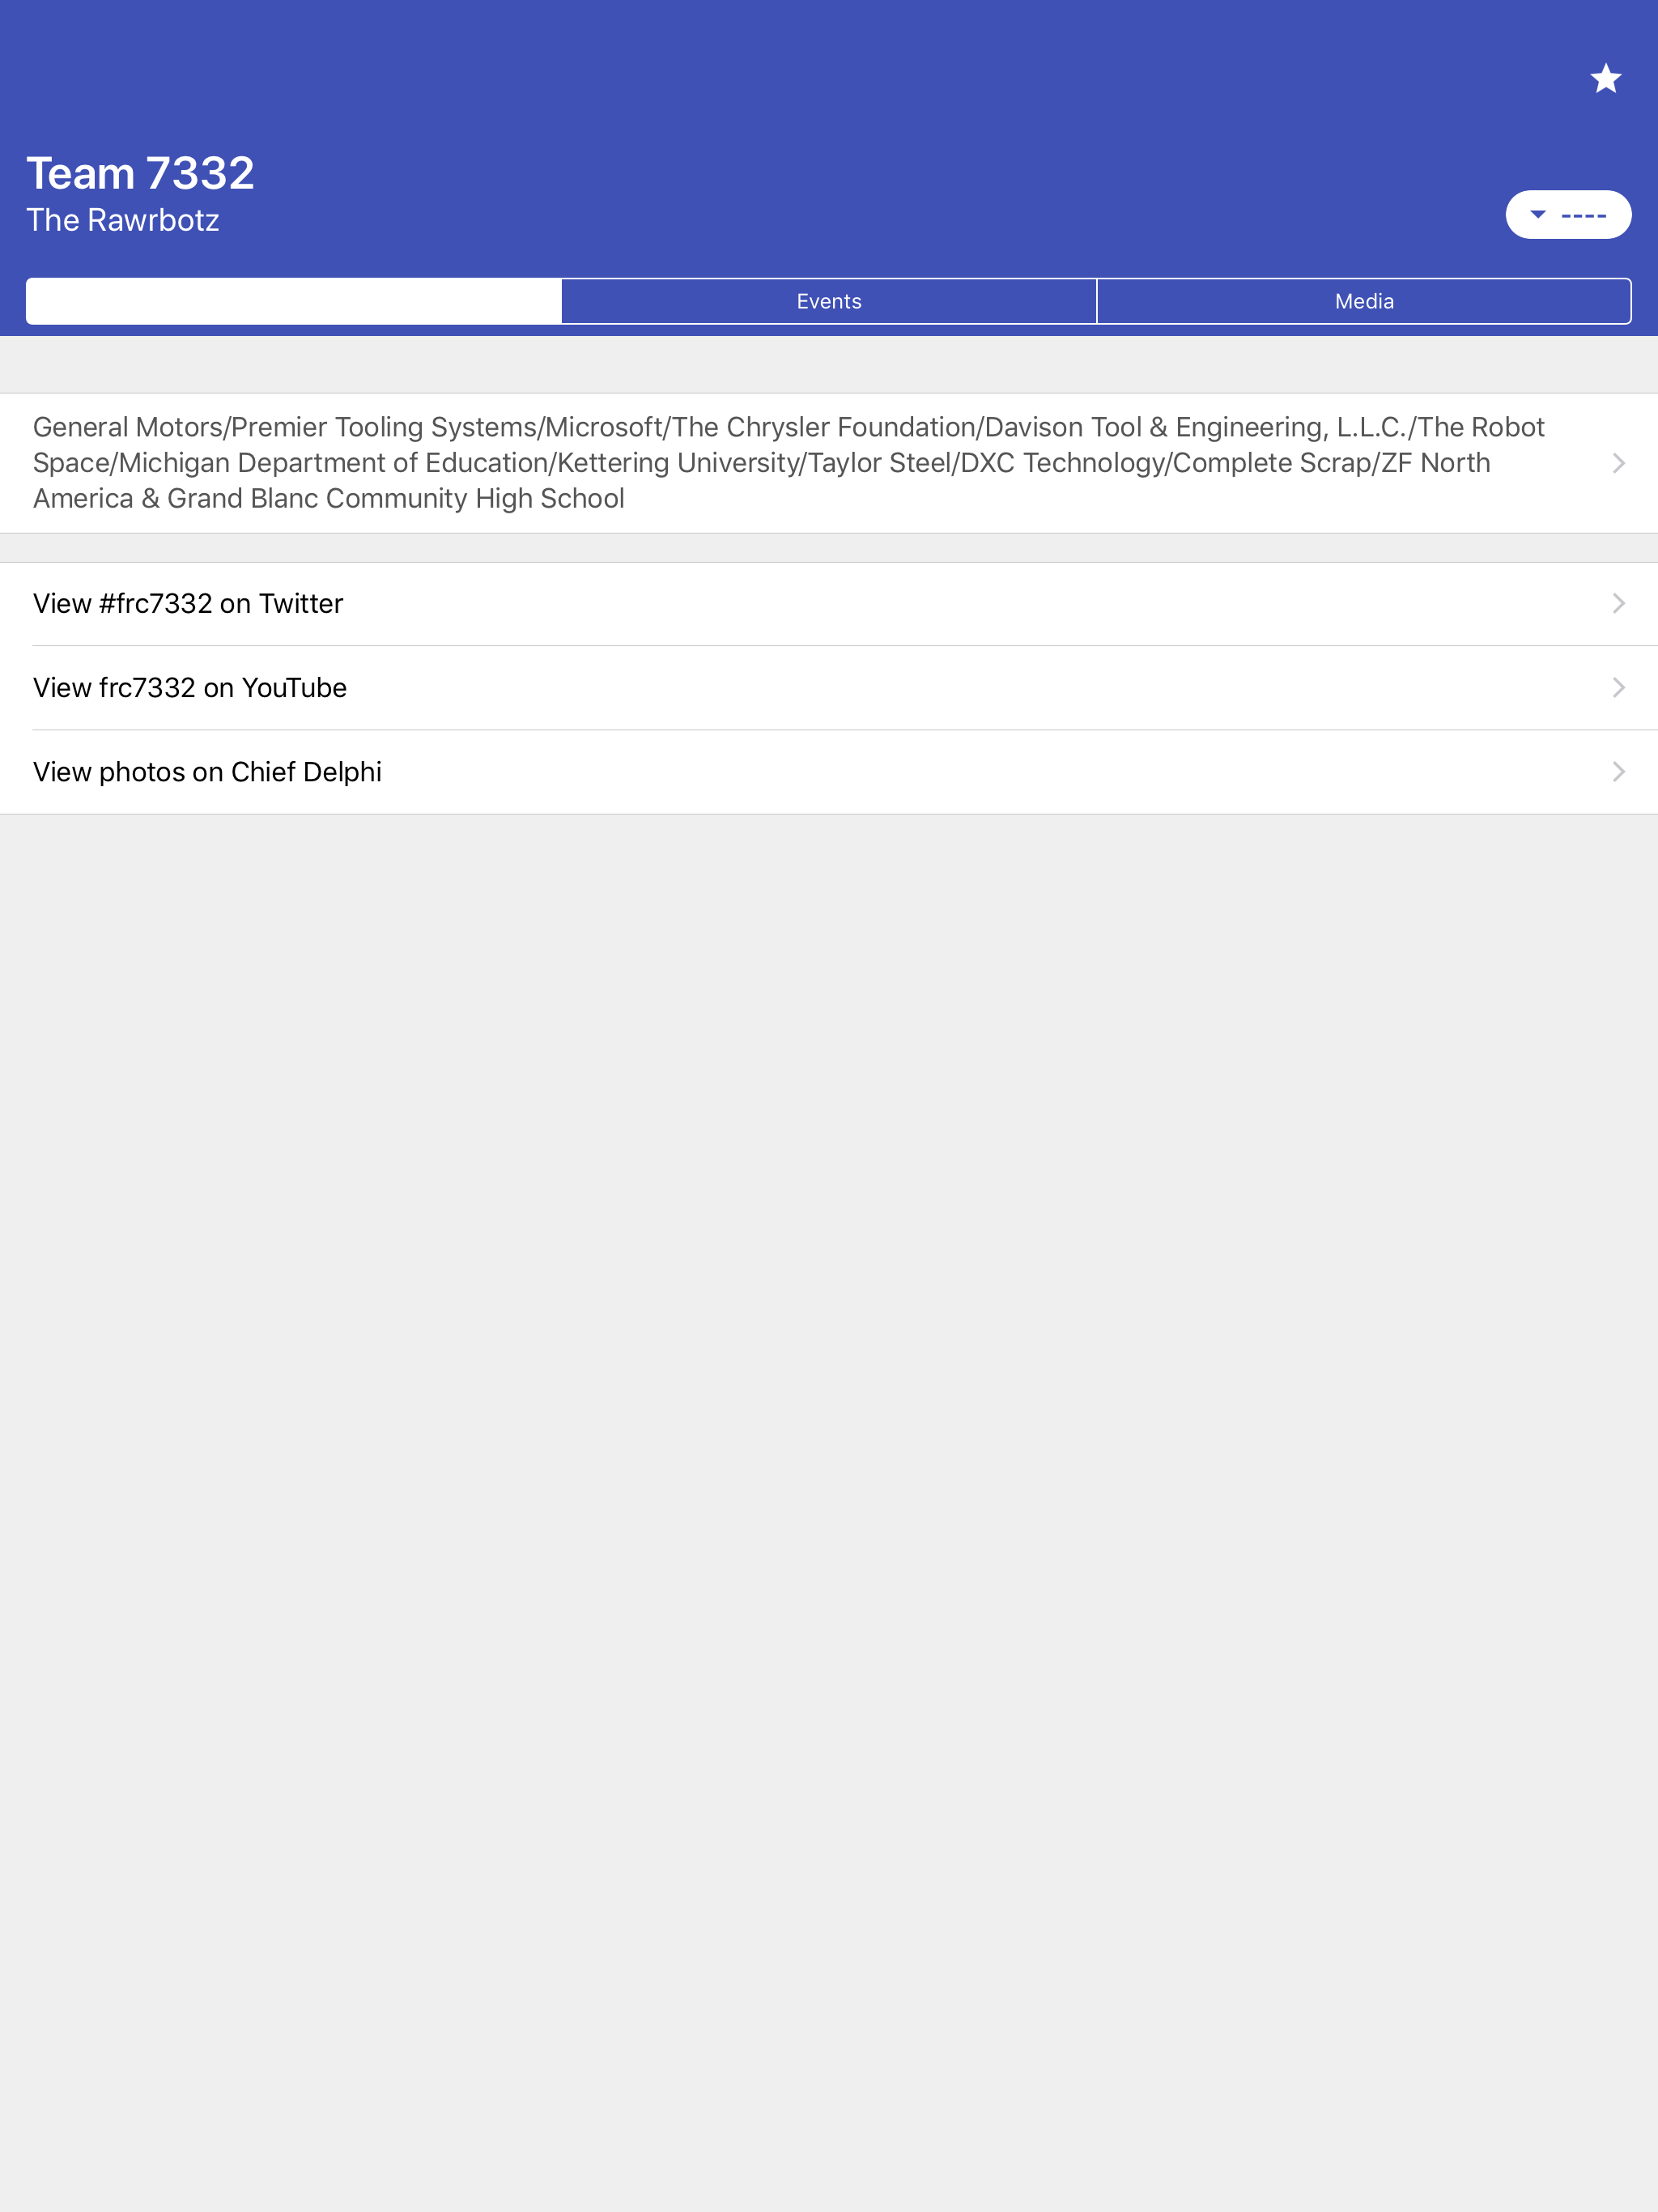 Team 7332
The Rawrbotz
----
Events
Media
General Motors/Premier Tooling Systems/Microsoft/The Chrysler Foundation/Davison Tool & Engineering, L.L.C./The Robot
Space/Michigan Department of Education/Kettering University/Taylor Steel/DXC Technology/Complete Scrap/ZF North
America & Grand Blanc Community High School
View #frc7332 on Twitter
View frc7332 on YouTube
View photos on Chief Delphi